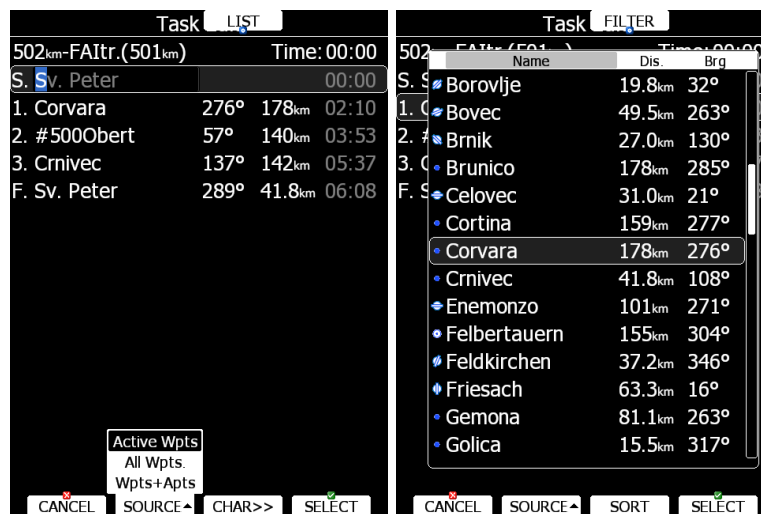 Task
LIST
502km-FAItr.(501km) Time: 00:00
S. Sv. Peter 00:00
1. Corvara 276° 178km 02:10
2. #500Obert 57° 140km 03:53
3. Crnivec 137° 142km 05:37
F. Sv. Peter 289° 41.8km 06:08
Active Wpts
All Wpts.
Wpts+Apts
CANCEL SOURCE CHAR>> SELECT
Task
FILTER
502
Name Dis. Brg
S. S
1. C
2. #
3. C
F. S
Borovlje 19.8km 32°
Bovec 49.5km 263°
Brnik 27.0km 130°
Brunico 178km 285°
Celovec 31.0km 21°
Cortina 159km 277°
Corvara 178km 276°
Crnivec 41.8km 108°
Enemonzo 101km 271°
Felbertauern 155km 304°
Feldkirchen 37.2km 346°
Friesach 63.3km 16°
Gemona 81.1km 263°
Golica 15.5km 317°
CANCEL SOURCE SORT SELECT